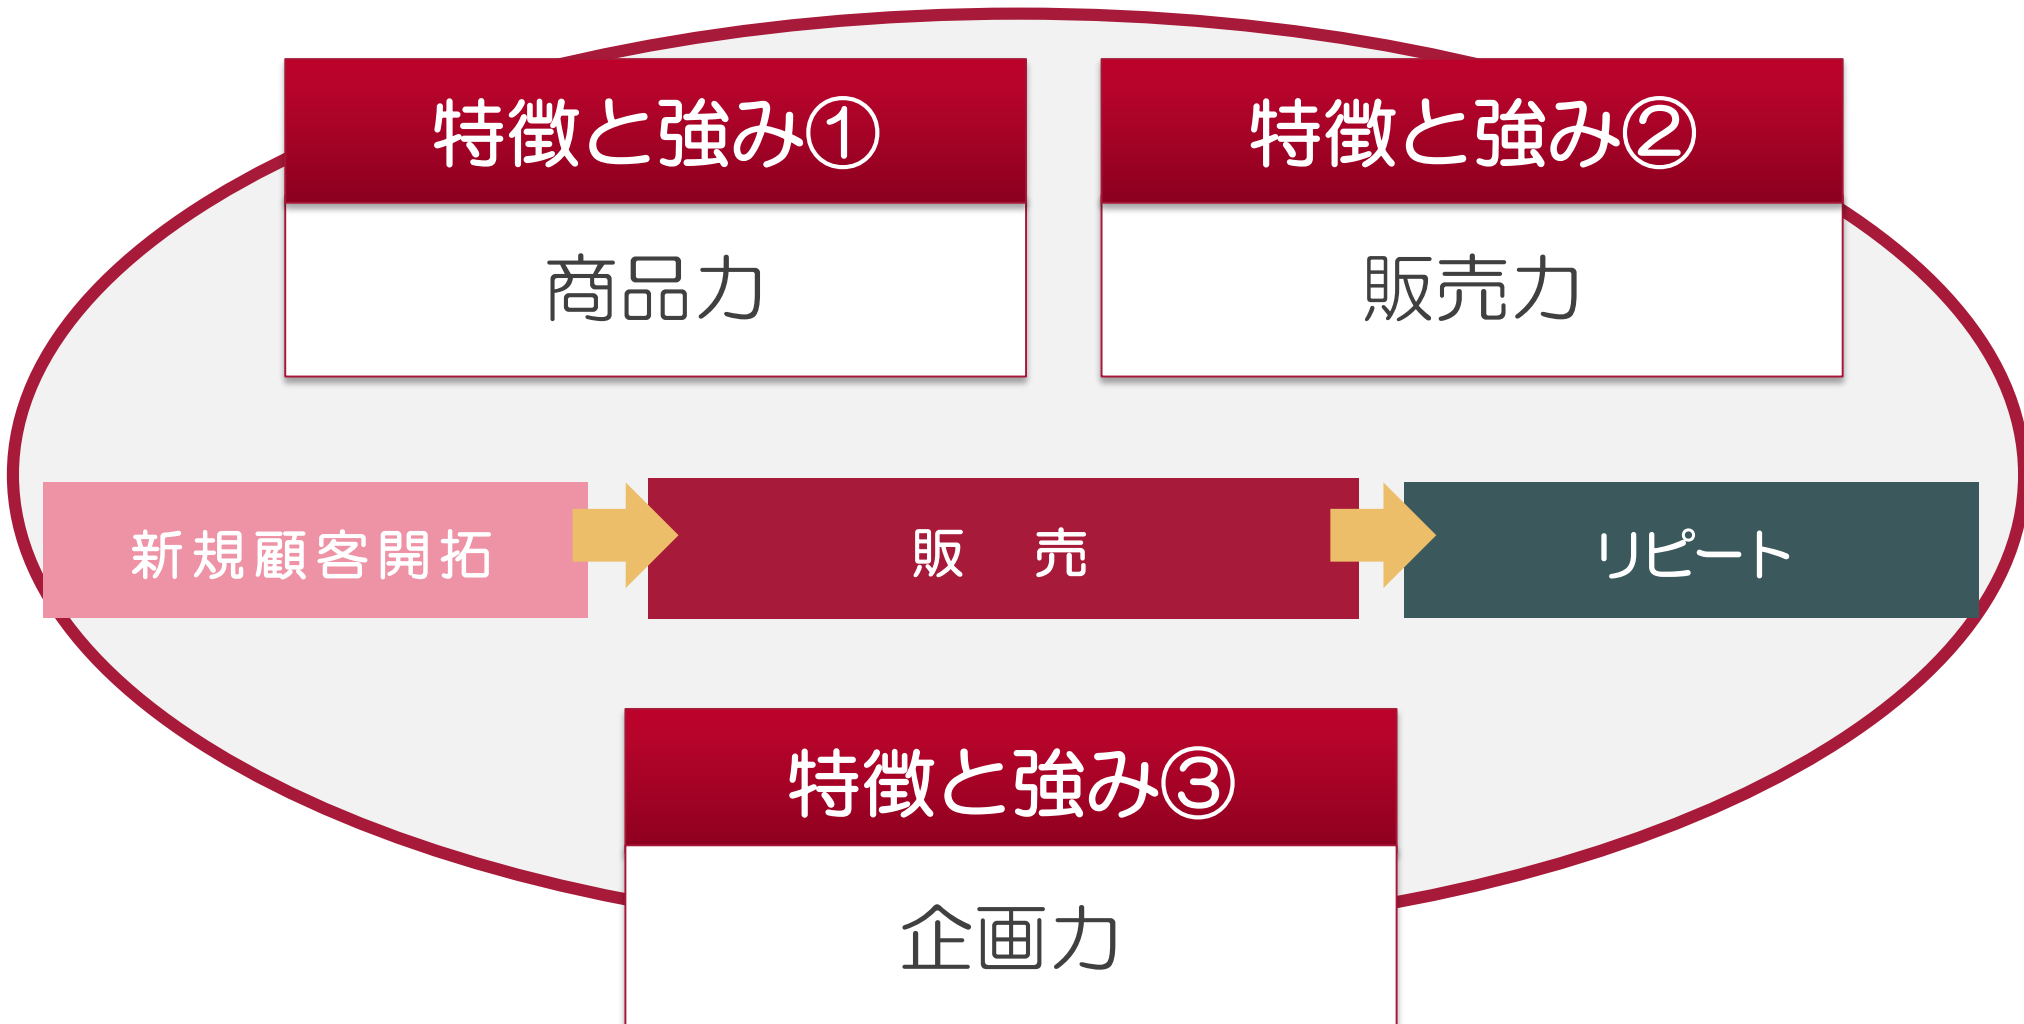 特徴と強み①
商品力
特徴と強み②
販売力
新規顧客開拓
販　売
リピート
特徴と強み③
企画力